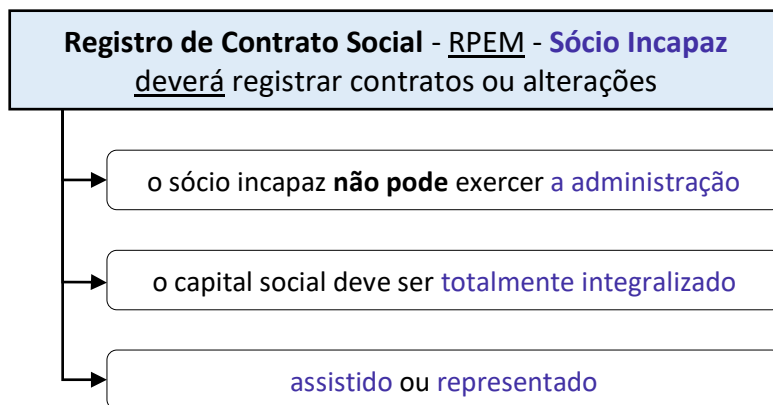 Registro de Contrato Social - RPEM - Sócio Incapaz
deverá registrar contratos ou alterações
o sócio incapaz não pode exercer a administração
o capital social deve ser totalmente integralizado
assistido ou representado